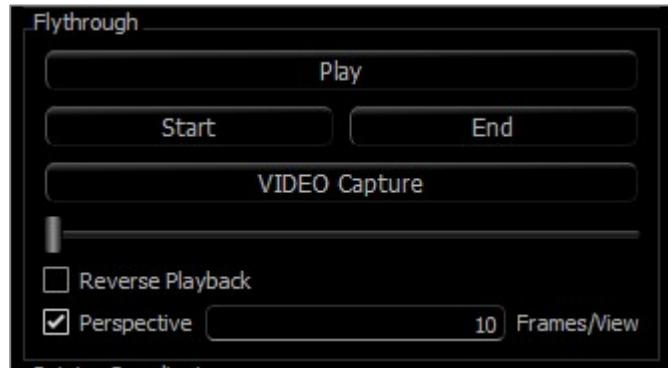 Flythrough
Play
Start End
VIDEO Capture
Reverse Playback
Perspective 10 Frames/View